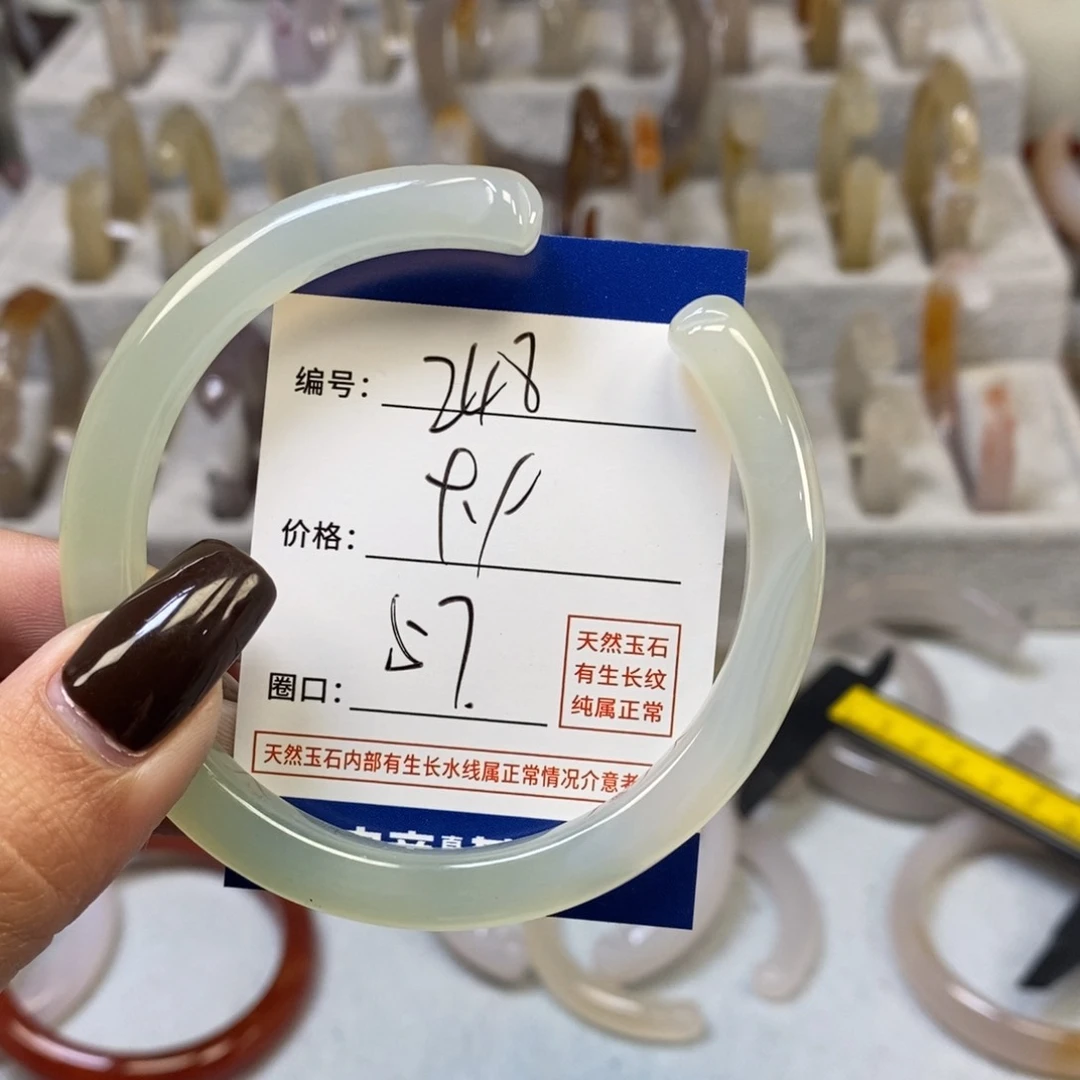 编号： 248
价格：
圈口： 57.
天然玉石
有生长纹
纯属正常
天然玉石内部有生长水线属正常情况介意者